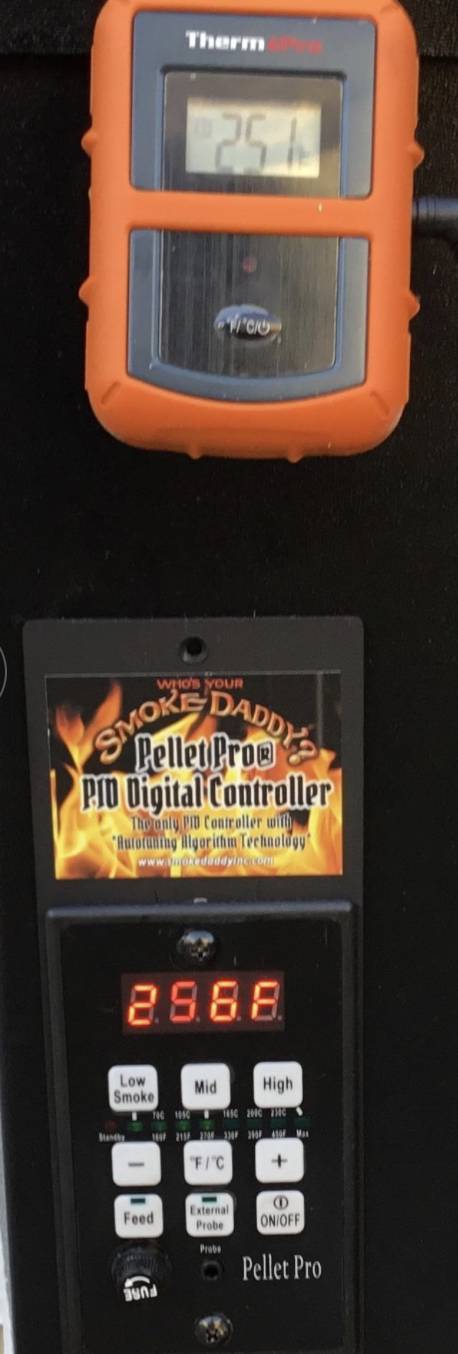 ThermoPro
251
°F/°C/⏻
WHO'S YOUR
SMOKE DADDY?
PelletPro®
PID Digital Controller
The only PID Controller with
"Autotuning Algorithm Technology"
www.smokedaddyinc.com
256F
Low Smoke Mid High
70C 105C 165C 200C 230C
Standby 160F 215F 270F 330F 390F 450F Max
− °F/°C +
Feed External Probe ON/OFF
Probe
FUSE
Pellet Pro